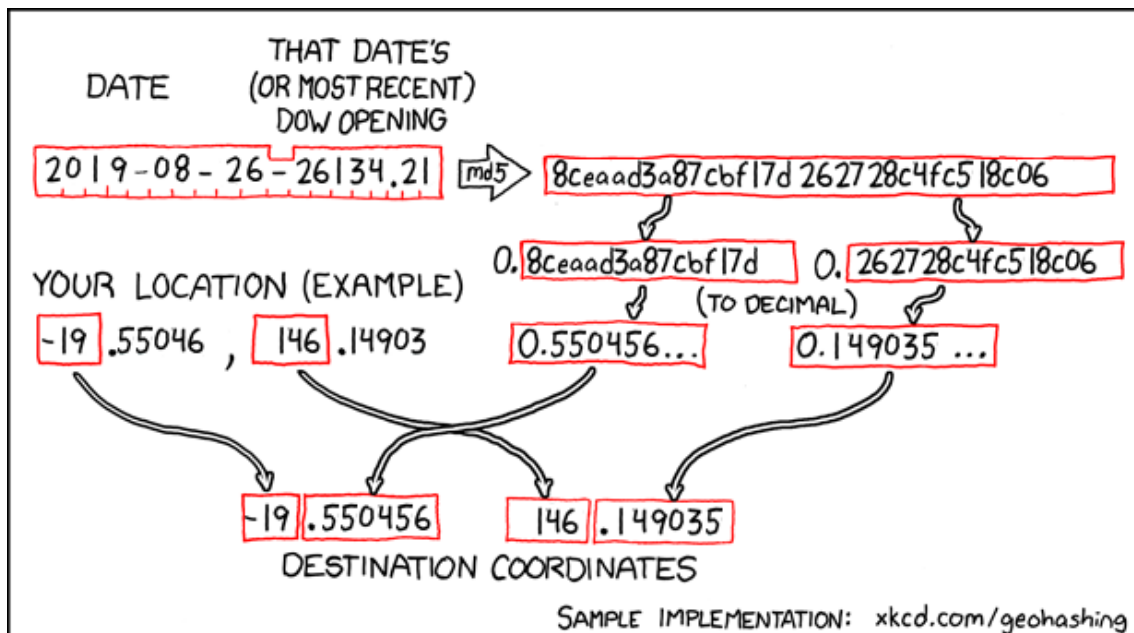 DATE
THAT DATE'S
(OR MOST RECENT)
DOW OPENING
2019-08-26-26134.21
md5
8ceaad3a87cbf17d262728c4fc518c06
0.8ceaad3a87cbf17d
0.262728c4fc518c06
(TO DECIMAL)
YOUR LOCATION (EXAMPLE)
-19.55046, 146.14903
0.550456...
0.149035...
-19.550456
146.149035
DESTINATION COORDINATES
SAMPLE IMPLEMENTATION: xkcd.com/geohashing